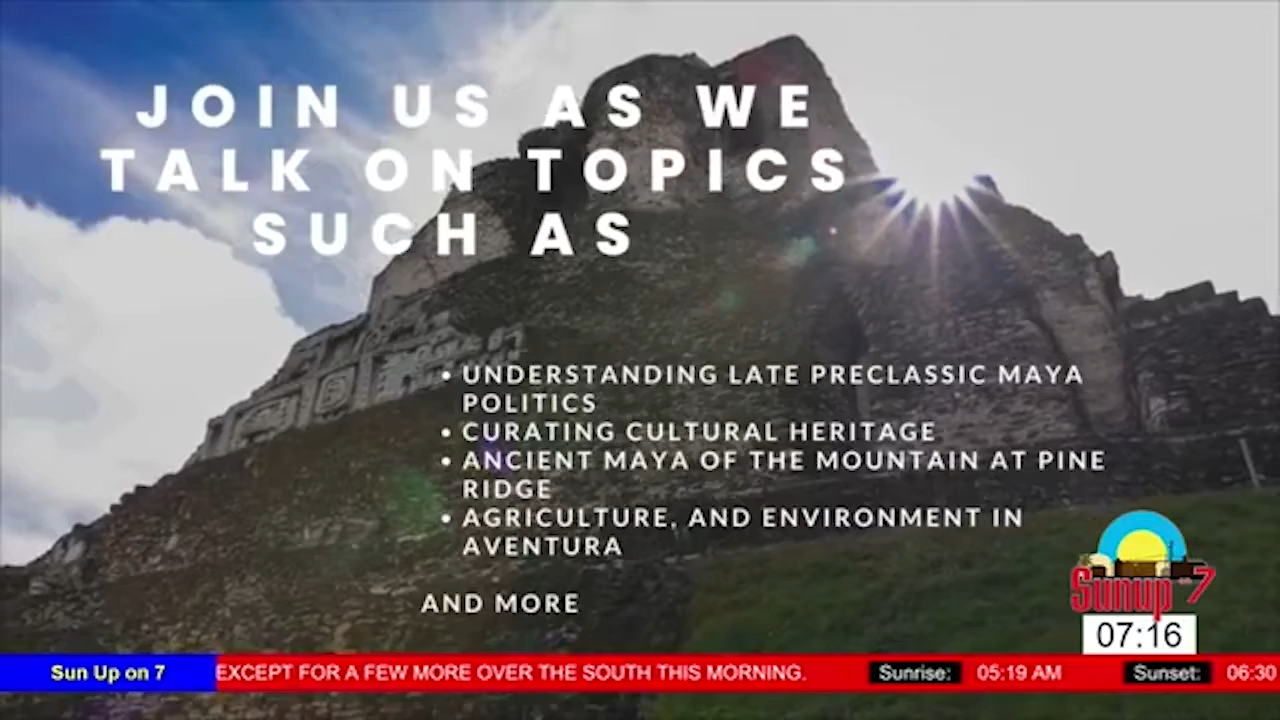 JOIN US AS WE
TALK ON TOPICS
SUCH AS
• UNDERSTANDING LATE PRECLASSIC MAYA
POLITICS
• CURATING CULTURAL HERITAGE
• ANCIENT MAYA OF THE MOUNTAIN AT PINE
RIDGE
• AGRICULTURE, AND ENVIRONMENT IN
AVENTURA
AND MORE
Sunup on 7
07:16
Sun Up on 7 EXCEPT FOR A FEW MORE OVER THE SOUTH THIS MORNING. Sunrise: 05:19 AM Sunset: 06:30